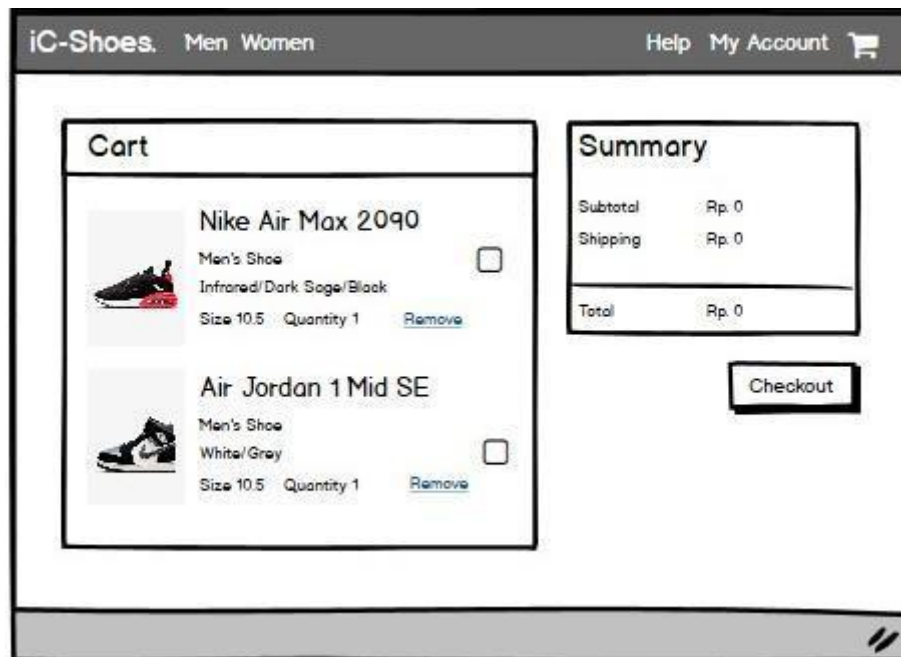 iC-Shoes. Men Women Help My Account
Cart
Nike Air Max 2090
Men's Shoe
Infrared/Dark Sage/Black
Size 10.5 Quantity 1 Remove
Air Jordan 1 Mid SE
Men's Shoe
White/Grey
Size 10.5 Quantity 1 Remove
Summary
Subtotal Rp. 0
Shipping Rp. 0
Total Rp. 0
Checkout